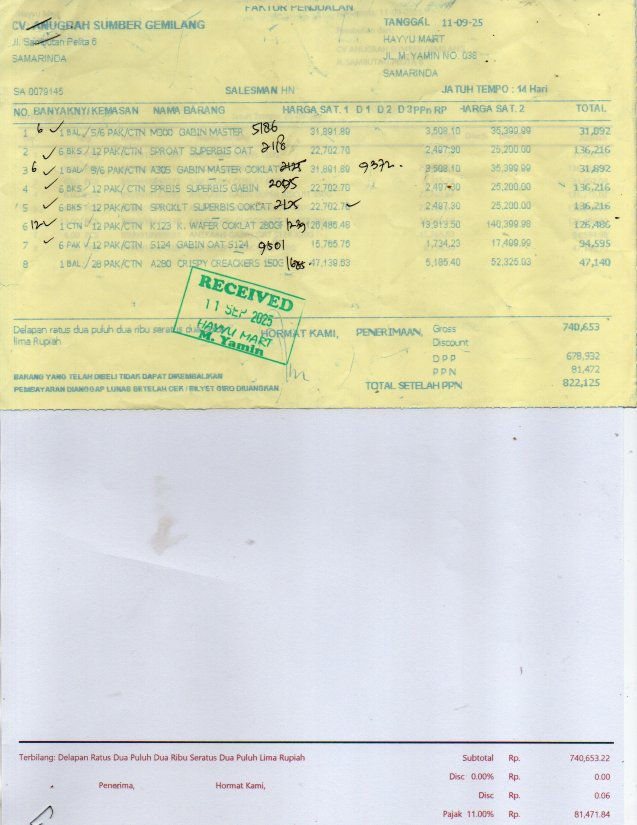 FAKTUR PENJUALAN
CV. ANUGRAH SUMBER GEMILANG TANGGAL 11-09-25
Jl. Sambutan Pelita 6 HAYYU MART
SAMARINDA JL. M. YAMIN NO. 036
SAMARINDA
SA 0079145 SALESMAN HN JATUH TEMPO : 14 Hari
NO. BANYAKNY/KEMASAN NAMA BARANG HARGA SAT. 1 D 1 D 2 D 3 PPn RP HARGA SAT. 2 TOTAL
1 6 ✓ 1 BAL / 5/6 PAK/CTN M300 GABIN MASTER 5186 31,891.89 3,508.10 35,399.99 31,892
2 ✓ 6 BKS / 12 PAK/CTN SPROAT SUPERBIS OAT 2118 22,702.70 2,497.30 25,200.00 136,216
3 6 ✓ 1 BAL / 5/6 PAK/CTN A305 GABIN MASTER COKLAT 31,891.89 9372. 3,508.10 35,399.99 31,892
4 ✓ 6 BKS / 12 PAK/CTN SPRBIS SUPERBIS GABIN 2095 22,702.70 2,497.30 25,200.00 136,216
5 ✓ 6 BKS / 12 PAK/CTN SPRCKLT SUPERBIS COKLAT 2125 22,702.70 ✓ 2,497.30 25,200.00 136,216
6 12 ✓ 1 CTN / 12 PAK/CTN K123 K. WAFER COKLAT 280GR 126,486.48 13,913.50 140,399.98 126,486
7 ✓ 6 PAK / 12 PAK/CTN S124 GABIN OAT S124 9501 15,765.76 1,734.23 17,499.99 94,595
8 1 BAL / 28 PAK/CTN A280 CRISPY CREACKERS 150G 1685 47,139.63 5,185.40 52,325.03 47,140
RECEIVED
11 SEP 2025
HAYYU MART
M. Yamin
Delapan ratus dua puluh dua ribu seratus dua puluh HORMAT KAMI, PENERIMAAN, Gross 740,653
lima Rupiah Discount
DPP 678,932
BARANG YANG TELAH DIBELI TIDAK DAPAT DIKEMBALIKAN PPN 81,472
PEMBAYARAN DIANGGAP LUNAS SETELAH CEK / BILYET GIRO DIUANGKAN TOTAL SETELAH PPN 822,125
Terbilang: Delapan Ratus Dua Puluh Dua Ribu Seratus Dua Puluh Lima Rupiah Subtotal Rp. 740,653.22
Disc 0.00% Rp. 0.00
Penerima, Hormat Kami, Disc Rp. 0.06
Pajak 11.00% Rp. 81,471.84